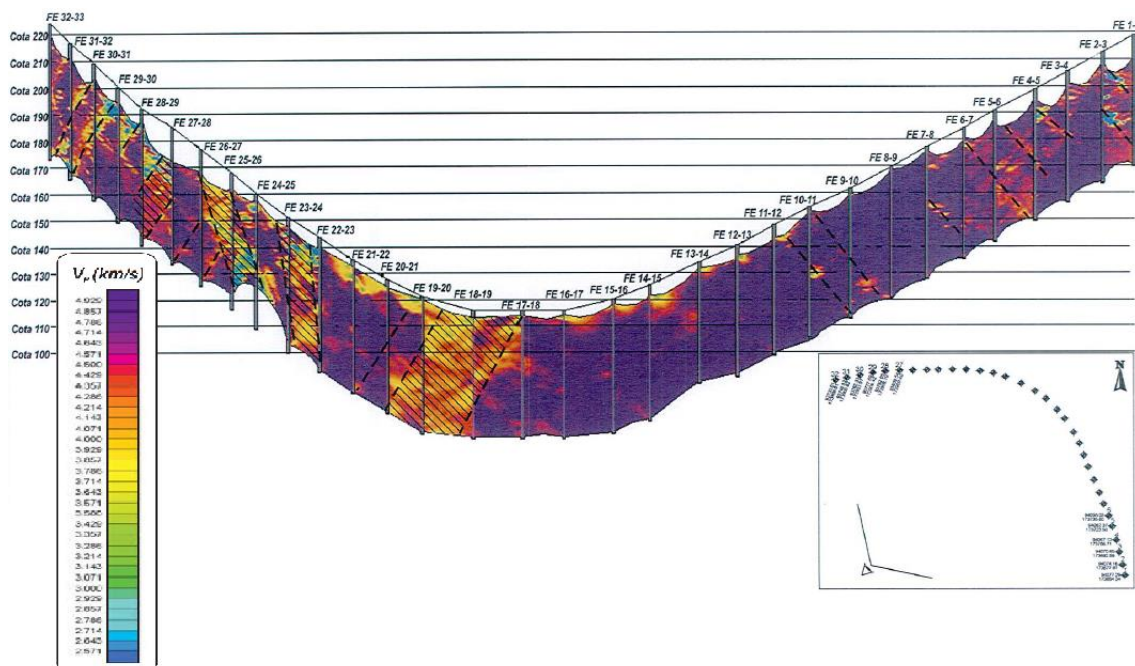 FE 32-33
FE 31-32
FE 30-31
FE 29-30
FE 28-29
FE 27-28
FE 26-27
FE 25-26
FE 24-25
FE 23-24
FE 22-23
FE 21-22
FE 20-21
FE 19-20
FE 18-19
FE 17-18
FE 16-17
FE 15-16
FE 14-15
FE 13-14
FE 12-13
FE 11-12
FE 10-11
FE 9-10
FE 8-9
FE 7-8
FE 6-7
FE 5-6
FE 4-5
FE 3-4
FE 2-3
FE 1-
Cota 220
Cota 210
Cota 200
Cota 190
Cota 180
Cota 170
Cota 160
Cota 150
Cota 140
Cota 130
Cota 120
Cota 110
Cota 100
(km/s)
4.857
4.786
4.714
4.643
4.571
4.500
4.429
4.357
4.286
4.214
4.143
4.071
4.000
3.929
3.857
3.786
3.714
3.643
3.571
3.429
3.357
3.286
3.214
3.143
3.071
3.000
2.929
2.857
2.786
2.714
2.643
2.571
N